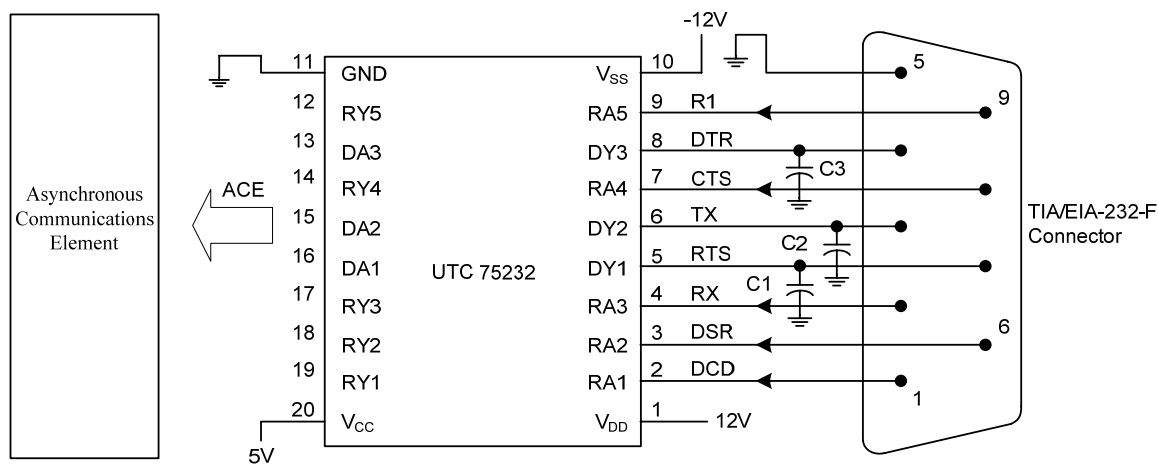 -12V
11 GND VSS 10 5
12 RY5 RA5 9 R1 9
13 DA3 DY3 8 DTR
C3
14 RY4 RA4 7 CTS
ACE
Asynchronous
Communications
Element
15 DA2 DY2 6 TX
TIA/EIA-232-F
Connector
C2
16 DA1 DY1 5 RTS
UTC 75232
C1
17 RY3 RA3 4 RX
18 RY2 RA2 3 DSR 6
19 RY1 RA1 2 DCD 1
20 VCC VDD 1 12V
5V